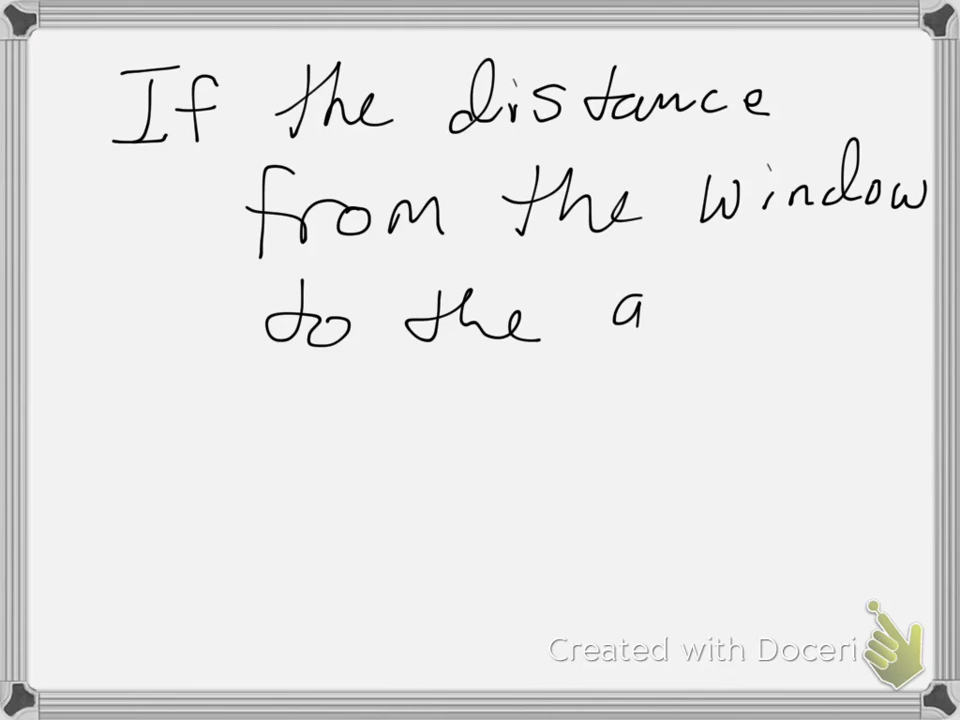 If the distance
from the window
to the a
Created with Doceri